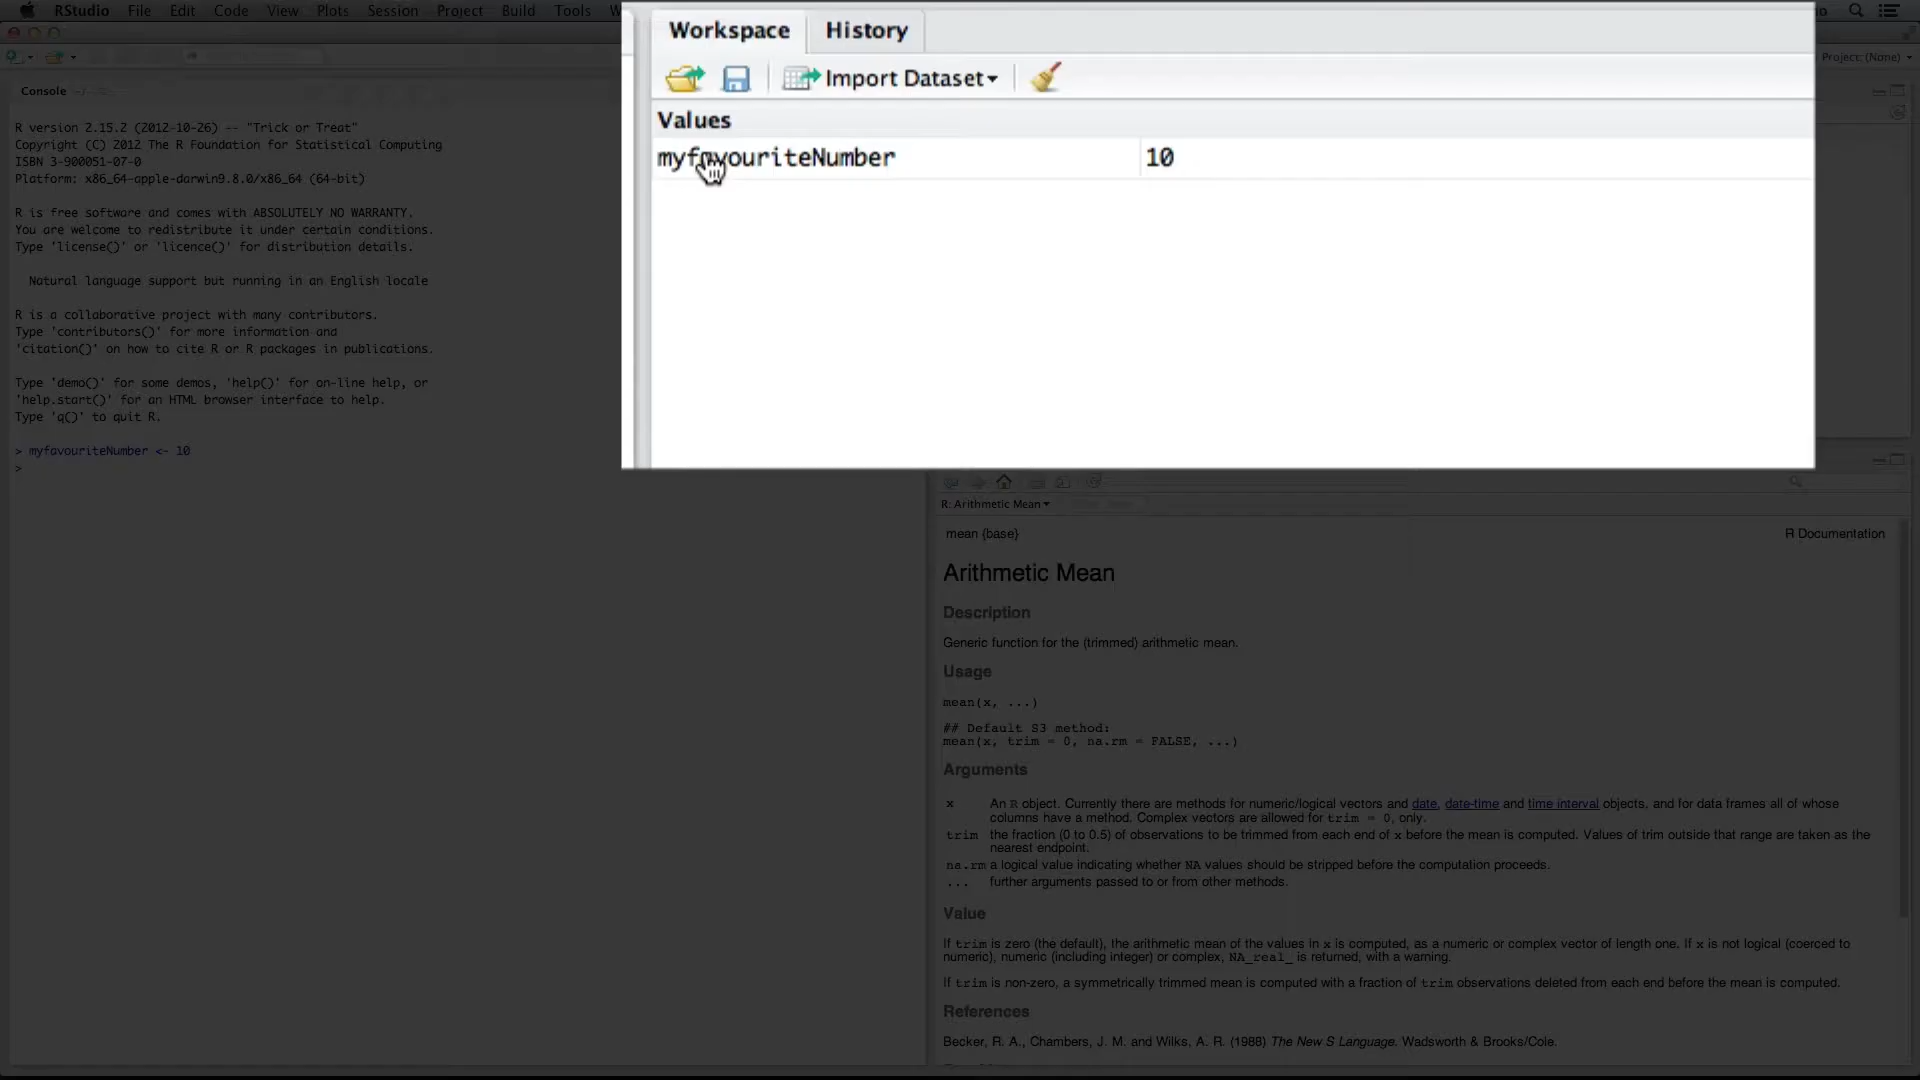 RStudio File Edit Code View Plots Session Project Build Tools
Project: (None)
Workspace History
Import Dataset
Values
myfavouriteNumber 10
Console
R version 2.15.2 (2012-10-26) -- "Trick or Treat"
Copyright (C) 2012 The R Foundation for Statistical Computing
ISBN 3-900051-07-0
Platform: x86_64-apple-darwin9.8.0/x86_64 (64-bit)
R is free software and comes with ABSOLUTELY NO WARRANTY.
You are welcome to redistribute it under certain conditions.
Type 'license()' or 'licence()' for distribution details.
Natural language support but running in an English locale
R is a collaborative project with many contributors.
Type 'contributors()' for more information and
'citation()' on how to cite R or R packages in publications.
Type 'demo()' for some demos, 'help()' for on-line help, or
'help.start()' for an HTML browser interface to help.
Type 'q()' to quit R.
> myfavouriteNumber <- 10
>
R: Arithmetic Mean
mean {base} R Documentation
Arithmetic Mean
Description
Generic function for the (trimmed) arithmetic mean.
Usage
mean(x, ...)
## Default S3 method:
mean(x, trim = 0, na.rm = FALSE, ...)
Arguments
x An R object. Currently there are methods for numeric/logical vectors and date, date-time and time interval objects, and for data frames all of whose
columns have a method. Complex vectors are allowed for trim = 0, only.
trim the fraction (0 to 0.5) of observations to be trimmed from each end of x before the mean is computed. Values of trim outside that range are taken as the
nearest endpoint.
na.rm a logical value indicating whether NA values should be stripped before the computation proceeds.
... further arguments passed to or from other methods.
Value
If trim is zero (the default), the arithmetic mean of the values in x is computed, as a numeric or complex vector of length one. If x is not logical (coerced to
numeric), numeric (including integer) or complex, NA_real_ is returned, with a warning.
If trim is non-zero, a symmetrically trimmed mean is computed with a fraction of trim observations deleted from each end before the mean is computed.
References
Becker, R. A., Chambers, J. M. and Wilks, A. R. (1988) The New S Language. Wadsworth & Brooks/Cole.